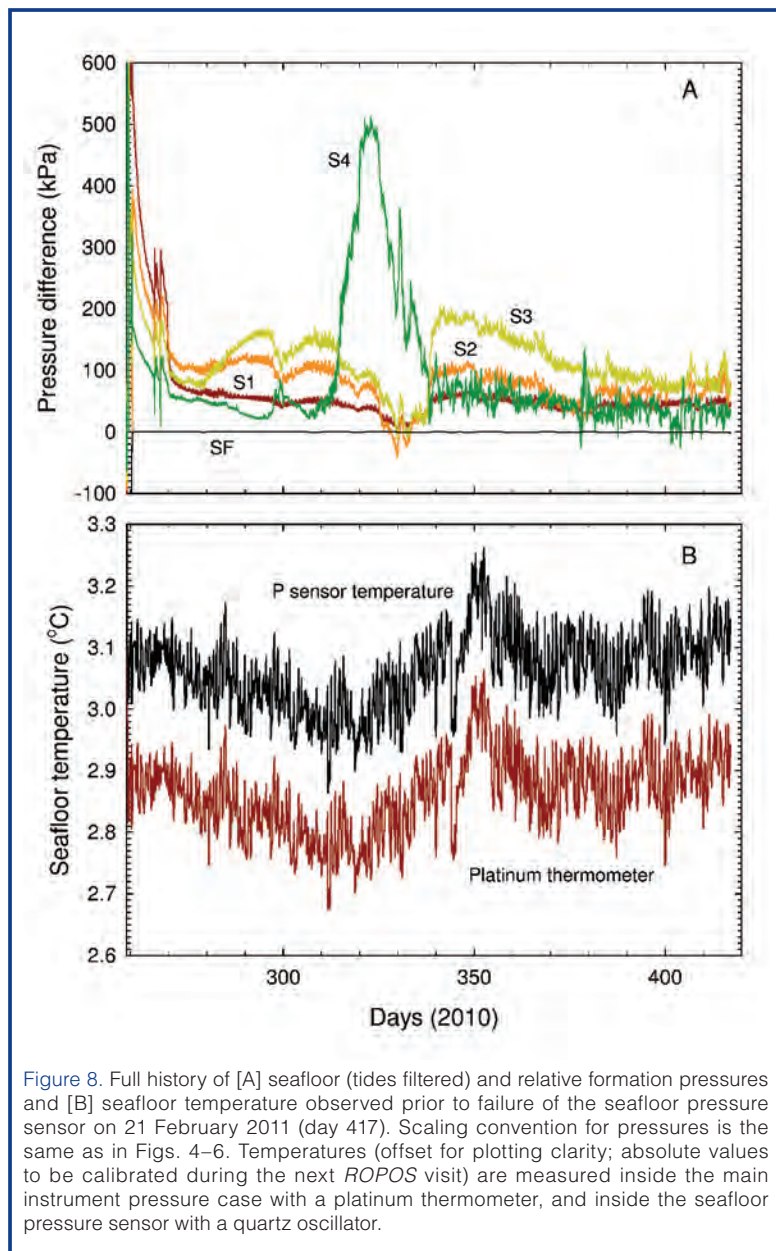 600
500
400
300
200
100
0
-100
Pressure difference (kPa)
A
S4
S3
S2
S1
SF
3.3
3.2
3.1
3.0
2.9
2.8
2.7
2.6
Seafloor temperature (°C)
B
P sensor temperature
Platinum thermometer
300
350
400
Days (2010)
Figure 8. Full history of [A] seafloor (tides filtered) and relative formation pressures
and [B] seafloor temperature observed prior to failure of the seafloor pressure
sensor on 21 February 2011 (day 417). Scaling convention for pressures is the
same as in Figs. 4–6. Temperatures (offset for plotting clarity; absolute values
to be calibrated during the next ROPOS visit) are measured inside the main
instrument pressure case with a platinum thermometer, and inside the seafloor
pressure sensor with a quartz oscillator.